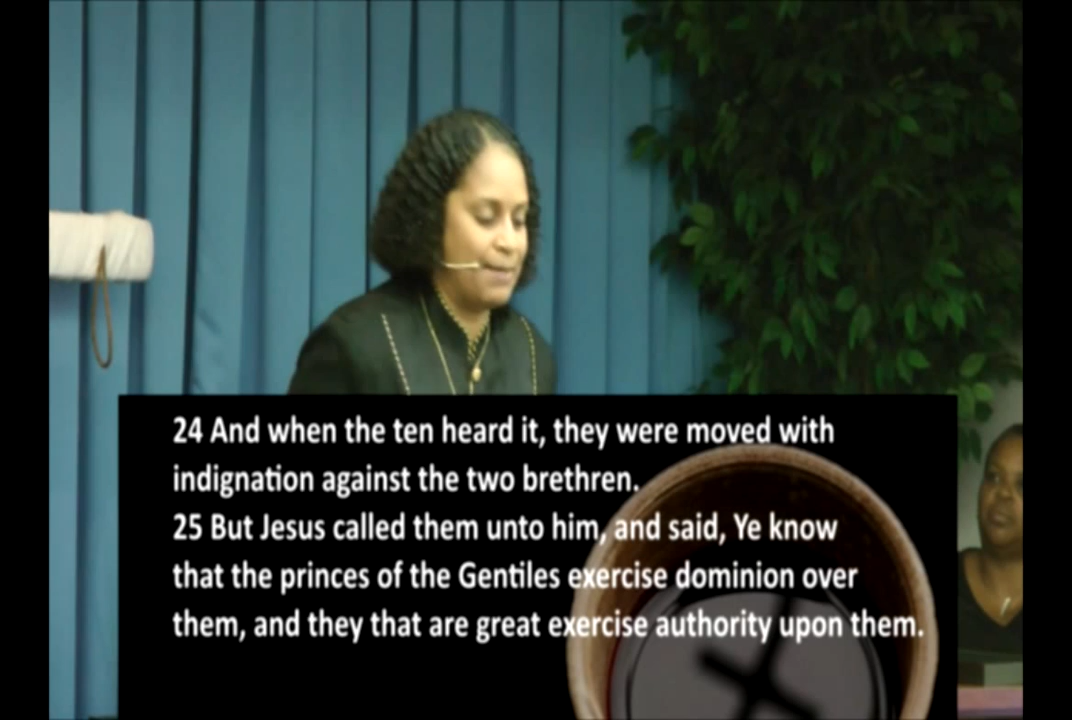 24 And when the ten heard it, they were moved with
indignation against the two brethren.
25 But Jesus called them unto him, and said, Ye know
that the princes of the Gentiles exercise dominion over
them, and they that are great exercise authority upon them.